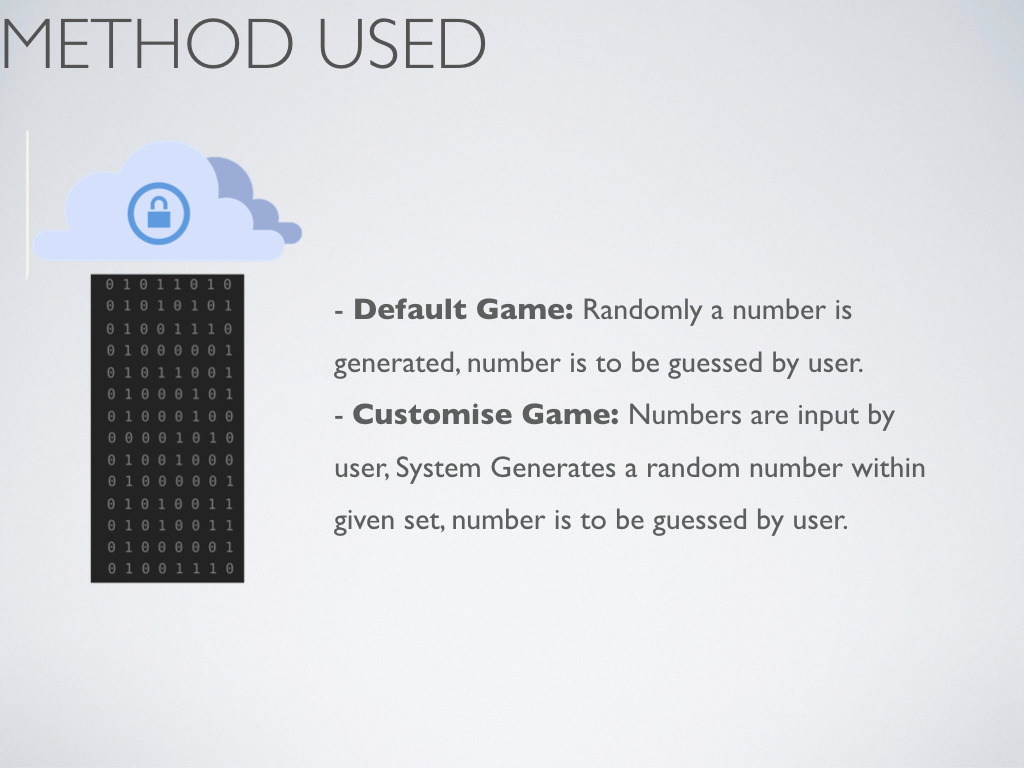 METHOD USED
0 1 0 1 1 0 1 0
0 1 0 1 0 1 0 1
0 1 0 0 1 1 1 0
0 1 0 0 0 0 0 1
0 1 0 1 1 0 0 1
0 1 0 0 0 1 0 1
0 1 0 0 0 1 0 0
0 0 0 0 1 0 1 0
0 1 0 0 1 0 0 0
0 1 0 0 0 0 0 1
0 1 0 1 0 0 1 1
0 1 0 1 0 0 1 1
0 1 0 0 0 0 0 1
0 1 0 0 1 1 1 0
- Default Game: Randomly a number is
generated, number is to be guessed by user.
- Customise Game: Numbers are input by
user, System Generates a random number within
given set, number is to be guessed by user.